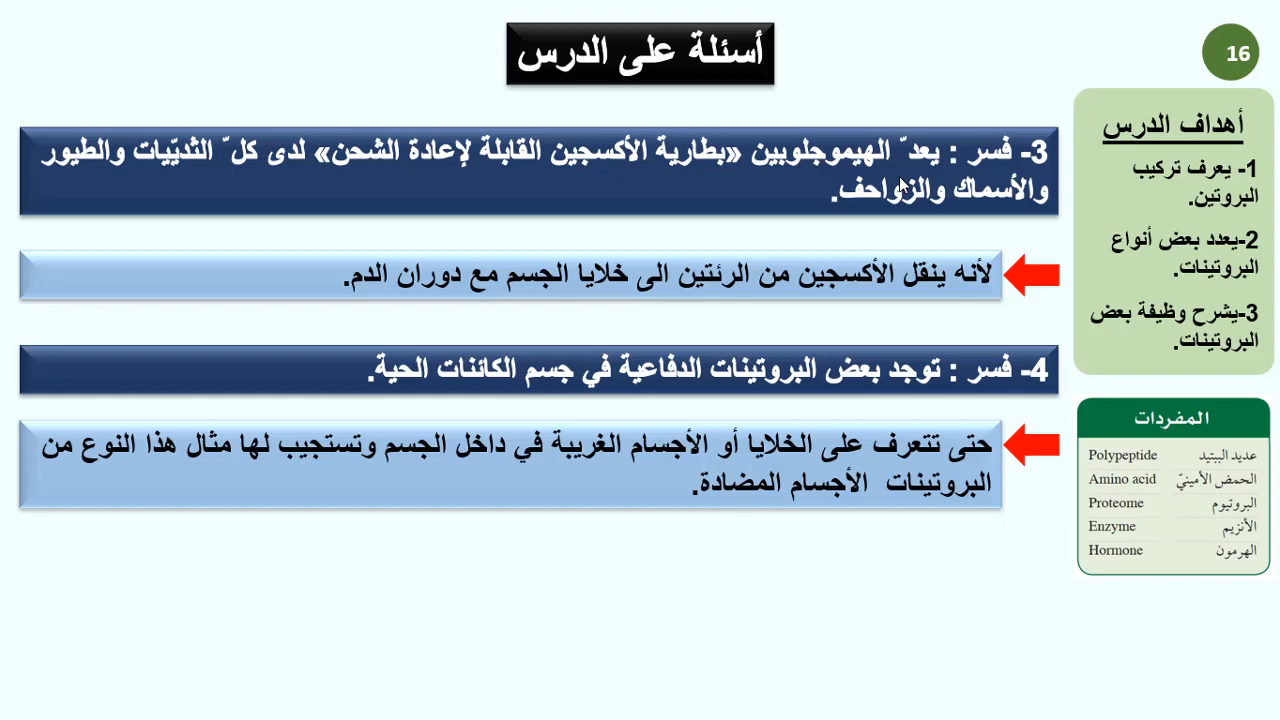 أسئلة على الدرس
16
3- فسر : يعدّ الهيموجلوبين «بطارية الأكسجين القابلة لإعادة الشحن» لدى كلّ الثدييّات والطيور
والأسماك والزواحف.
لأنه ينقل الأكسجين من الرئتين الى خلايا الجسم مع دوران الدم.
4- فسر : توجد بعض البروتينات الدفاعية في جسم الكائنات الحية.
حتى تتعرف على الخلايا أو الأجسام الغريبة في داخل الجسم وتستجيب لها مثال هذا النوع من
البروتينات الأجسام المضادة.
أهداف الدرس
1- يعرف تركيب
البروتين.
2-يعدد بعض أنواع
البروتينات.
3-يشرح وظيفة بعض
البروتينات.
المفردات
عديد الببتيد Polypeptide
الحمض الأمينيّ Amino acid
البروتيوم Proteome
الأنزيم Enzyme
الهرمون Hormone